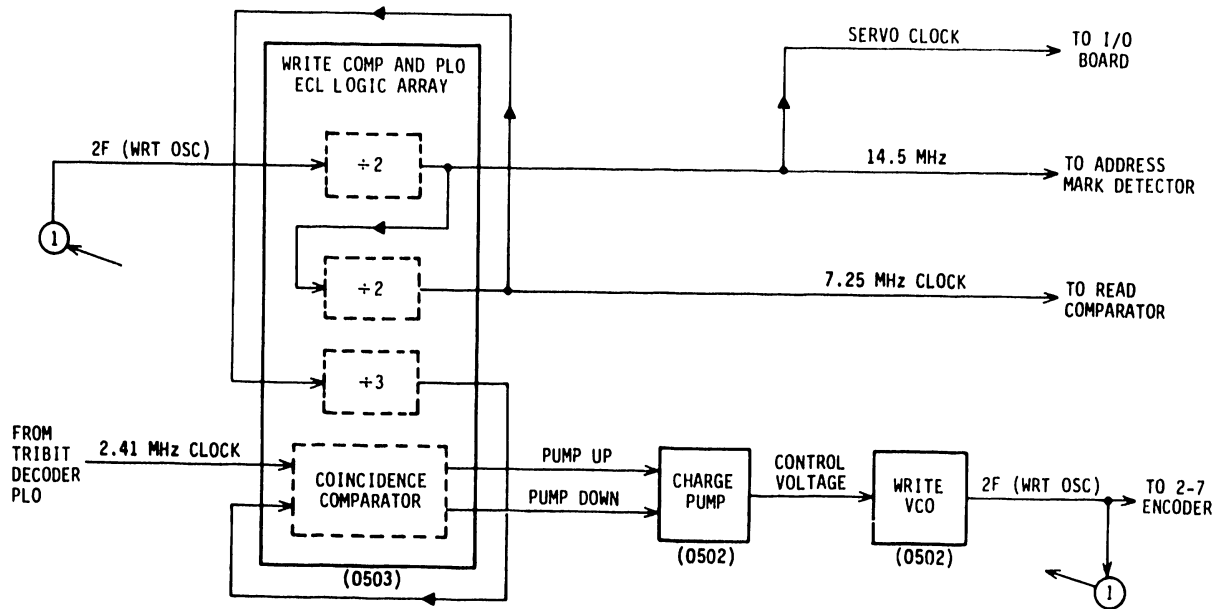 SERVO CLOCK
TO I/O
BOARD
WRITE COMP AND PLO
ECL LOGIC ARRAY
2F (WRT OSC)
÷2
14.5 MHz
TO ADDRESS
MARK DETECTOR
1
÷2
7.25 MHz CLOCK
TO READ
COMPARATOR
÷3
FROM
TRIBIT
DECODER
PLO
2.41 MHz CLOCK
COINCIDENCE
COMPARATOR
PUMP UP
PUMP DOWN
CHARGE
PUMP
(0502)
CONTROL
VOLTAGE
WRITE
VCO
(0502)
2F (WRT OSC)
TO 2-7
ENCODER
(0503)
1